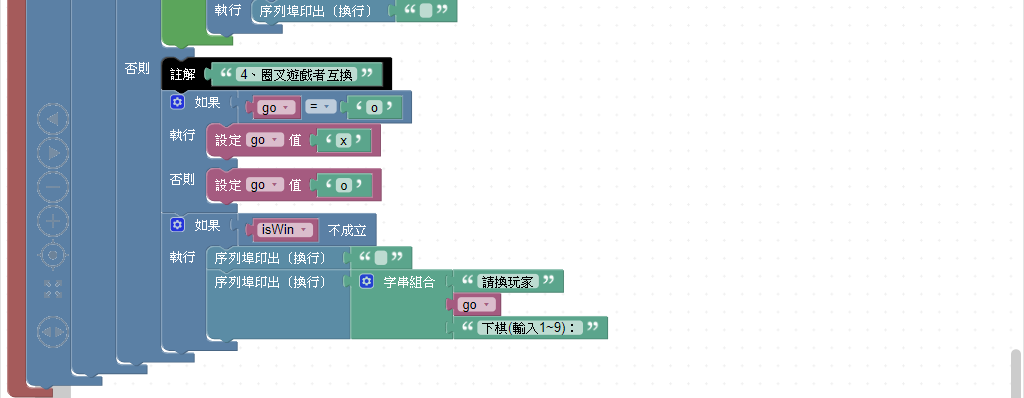 執行 序列埠印出（換行） “ ”
否則 註解 “ 4、圈叉遊戲者互換 ”
如果 go = ‘ o ’
執行 設定 go 值 ‘ x ’
否則 設定 go 值 ‘ o ’
如果 isWin 不成立
執行 序列埠印出（換行） “ ”
序列埠印出（換行） 字串組合 “ 請換玩家 ”
go
“ 下棋(輸入1~9)： ”